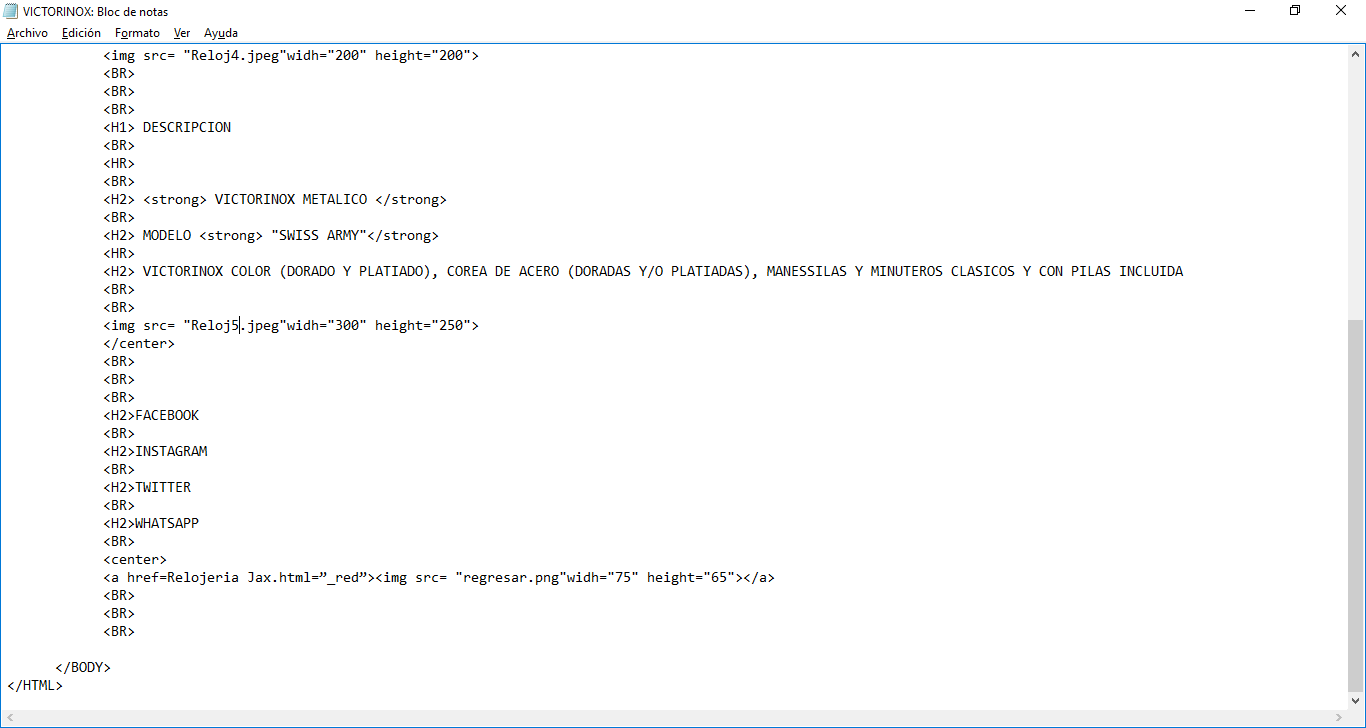 VICTORINOX: Bloc de notas
Archivo Edición Formato Ver Ayuda
<img src= "Reloj4.jpeg"widh="200" height="200">
<BR>
<BR>
<BR>
<H1> DESCRIPCION
<BR>
<HR>
<BR>
<H2> <strong> VICTORINOX METALICO </strong>
<BR>
<H2> MODELO <strong> "SWISS ARMY"</strong>
<HR>
<H2> VICTORINOX COLOR (DORADO Y PLATIADO), COREA DE ACERO (DORADAS Y/O PLATIADAS), MANESSILAS Y MINUTEROS CLASICOS Y CON PILAS INCLUIDA
<BR>
<BR>
<img src= "Reloj5.jpeg"widh="300" height="250">
</center>
<BR>
<BR>
<BR>
<H2>FACEBOOK
<BR>
<H2>INSTAGRAM
<BR>
<H2>TWITTER
<BR>
<H2>WHATSAPP
<BR>
<center>
<a href=Relojeria Jax.html=”_red”><img src= "regresar.png"widh="75" height="65"></a>
<BR>
<BR>
<BR>
</BODY>
</HTML>